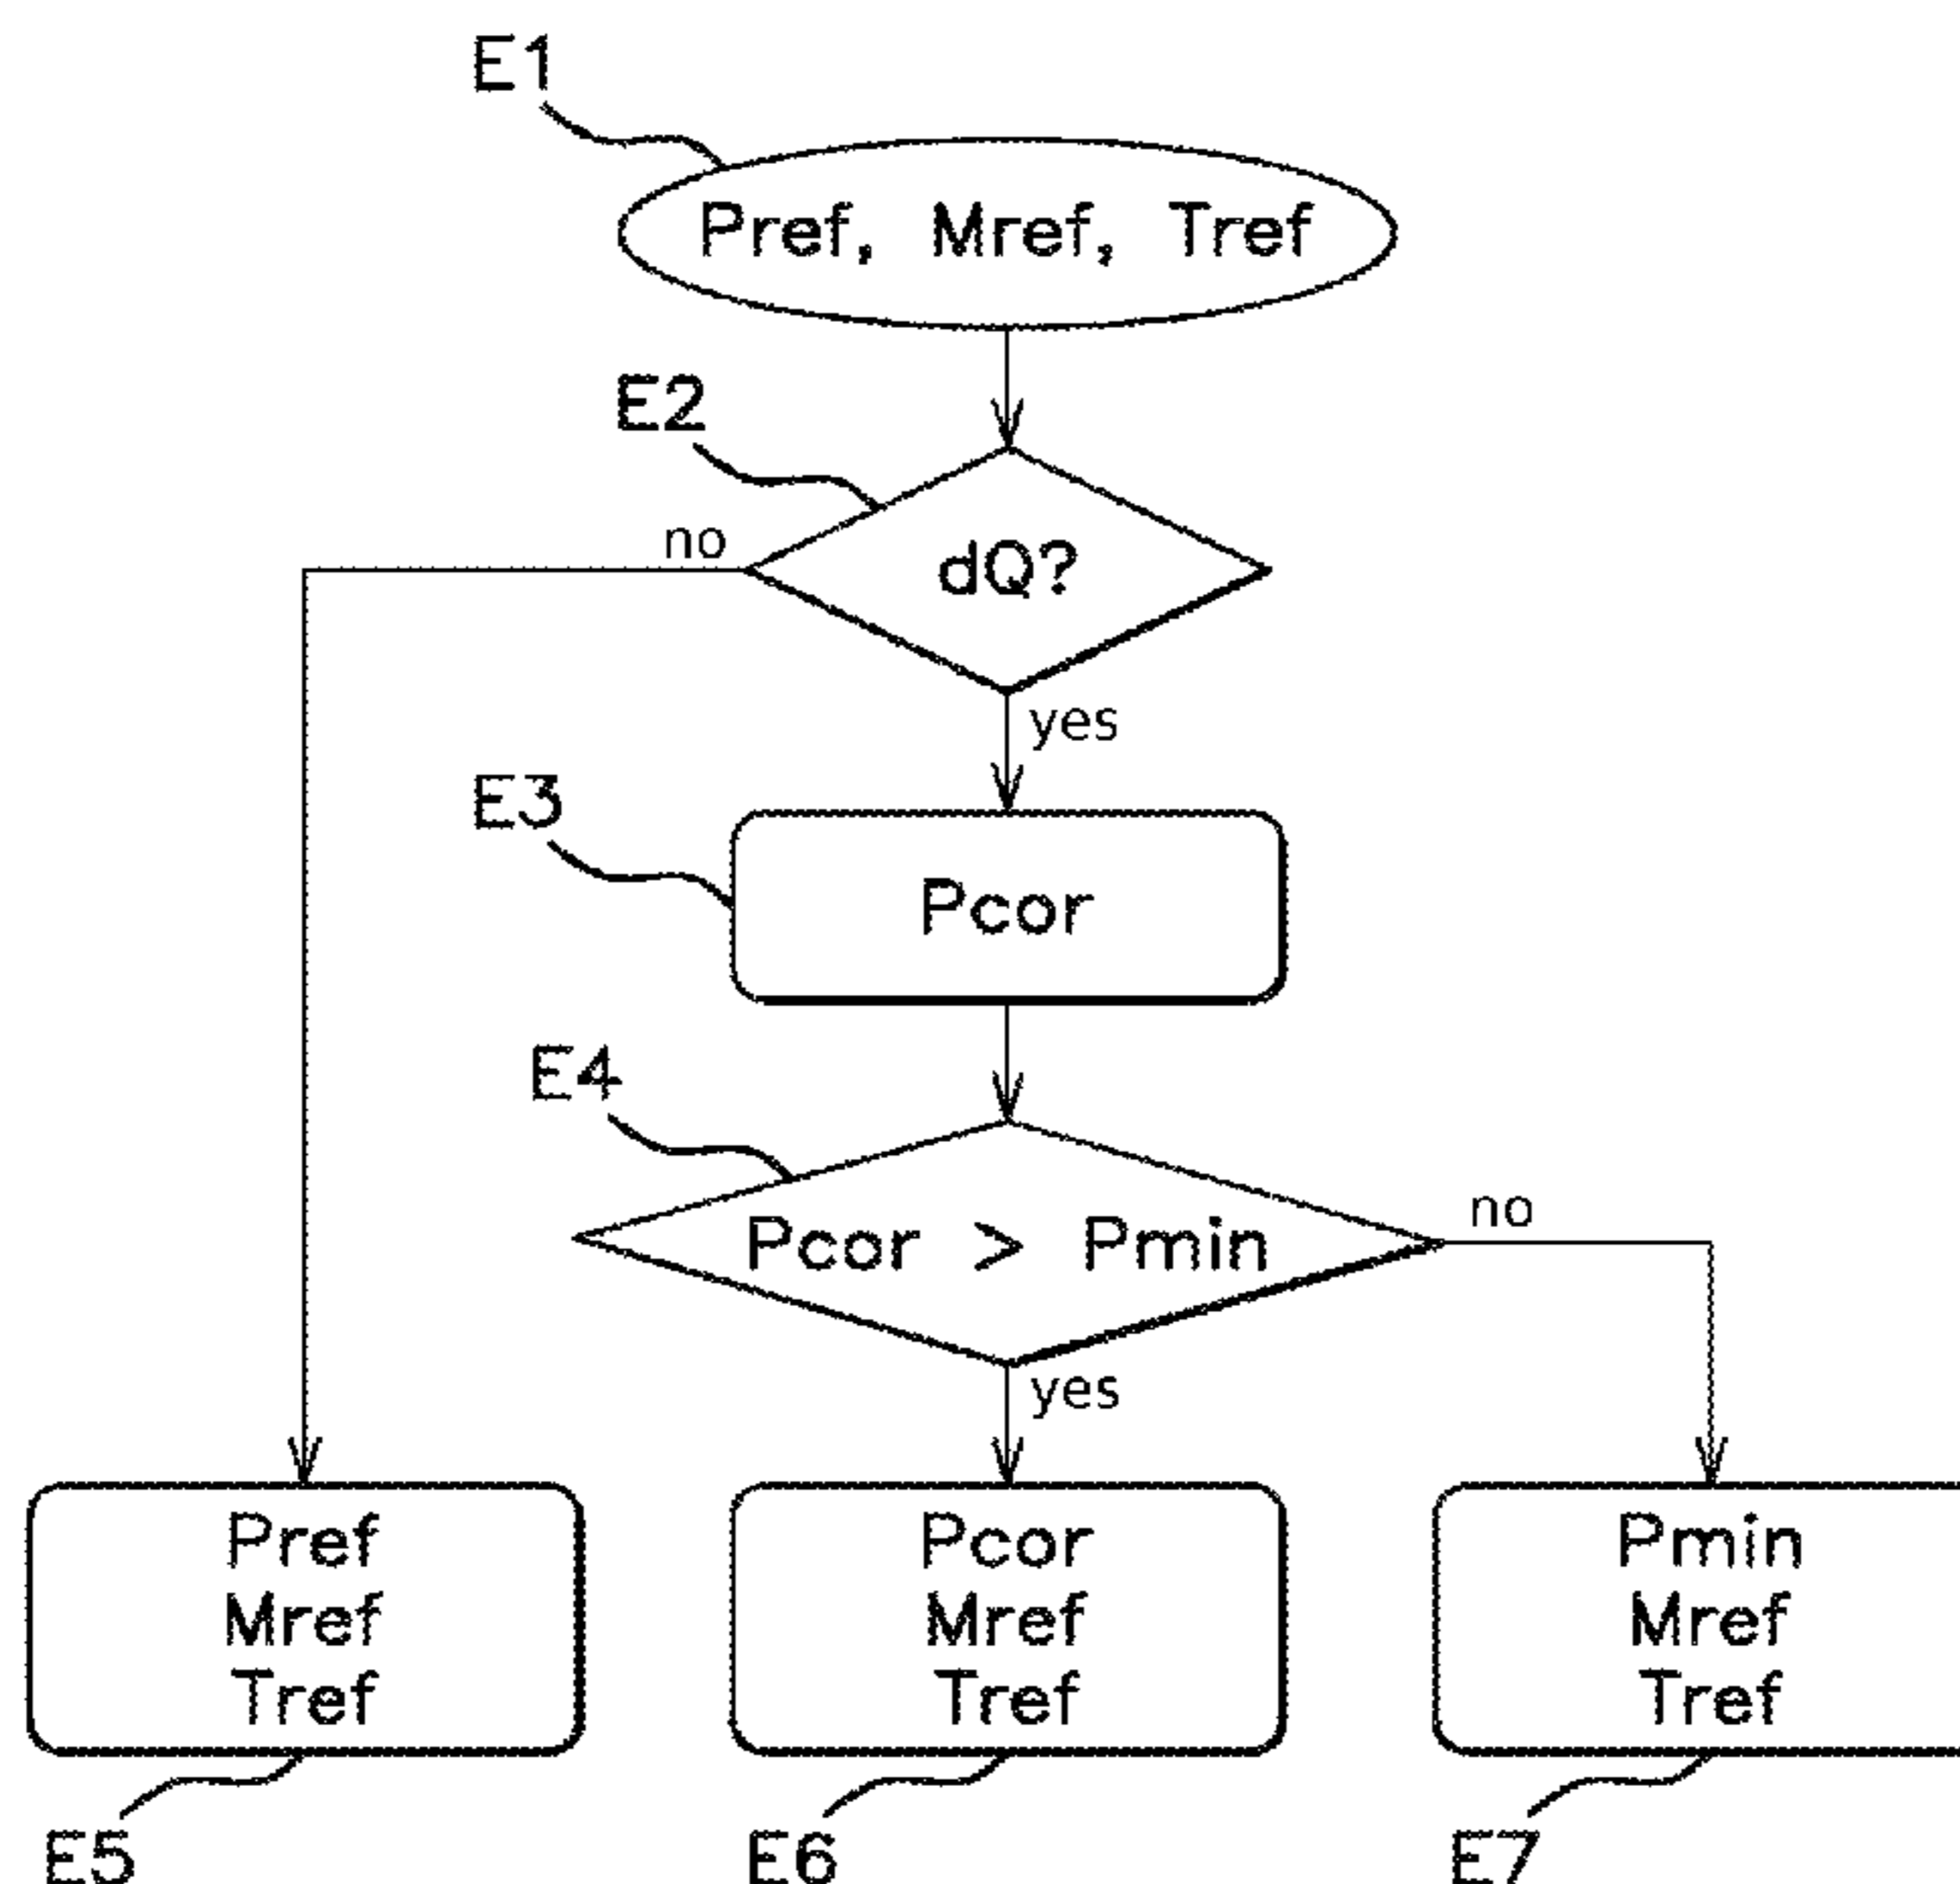 E1
Pref, Mref, Tref
E2
no
dQ?
yes
E3
Pcor
E4
Pcor > Pmin
no
yes
Pref
Mref
Tref
Pcor
Mref
Tref
Pmin
Mref
Tref
E5
E6
E7